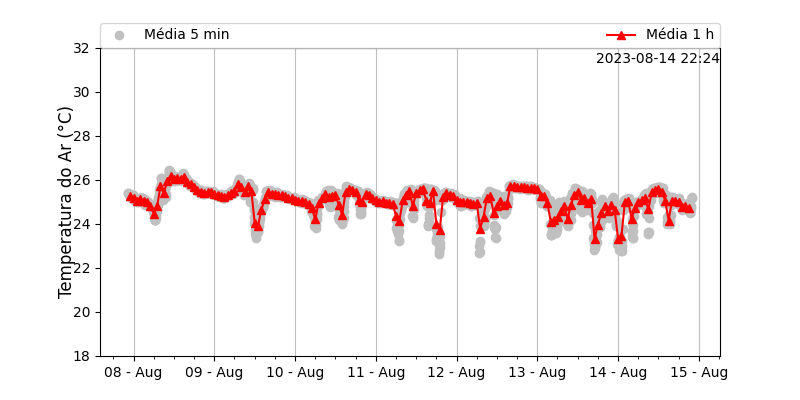 Média 5 min
Média 1 h
2023-08-14 22:24
Temperatura do Ar (°C)
32
30
28
26
24
22
20
18
08 - Aug
09 - Aug
10 - Aug
11 - Aug
12 - Aug
13 - Aug
14 - Aug
15 - Aug